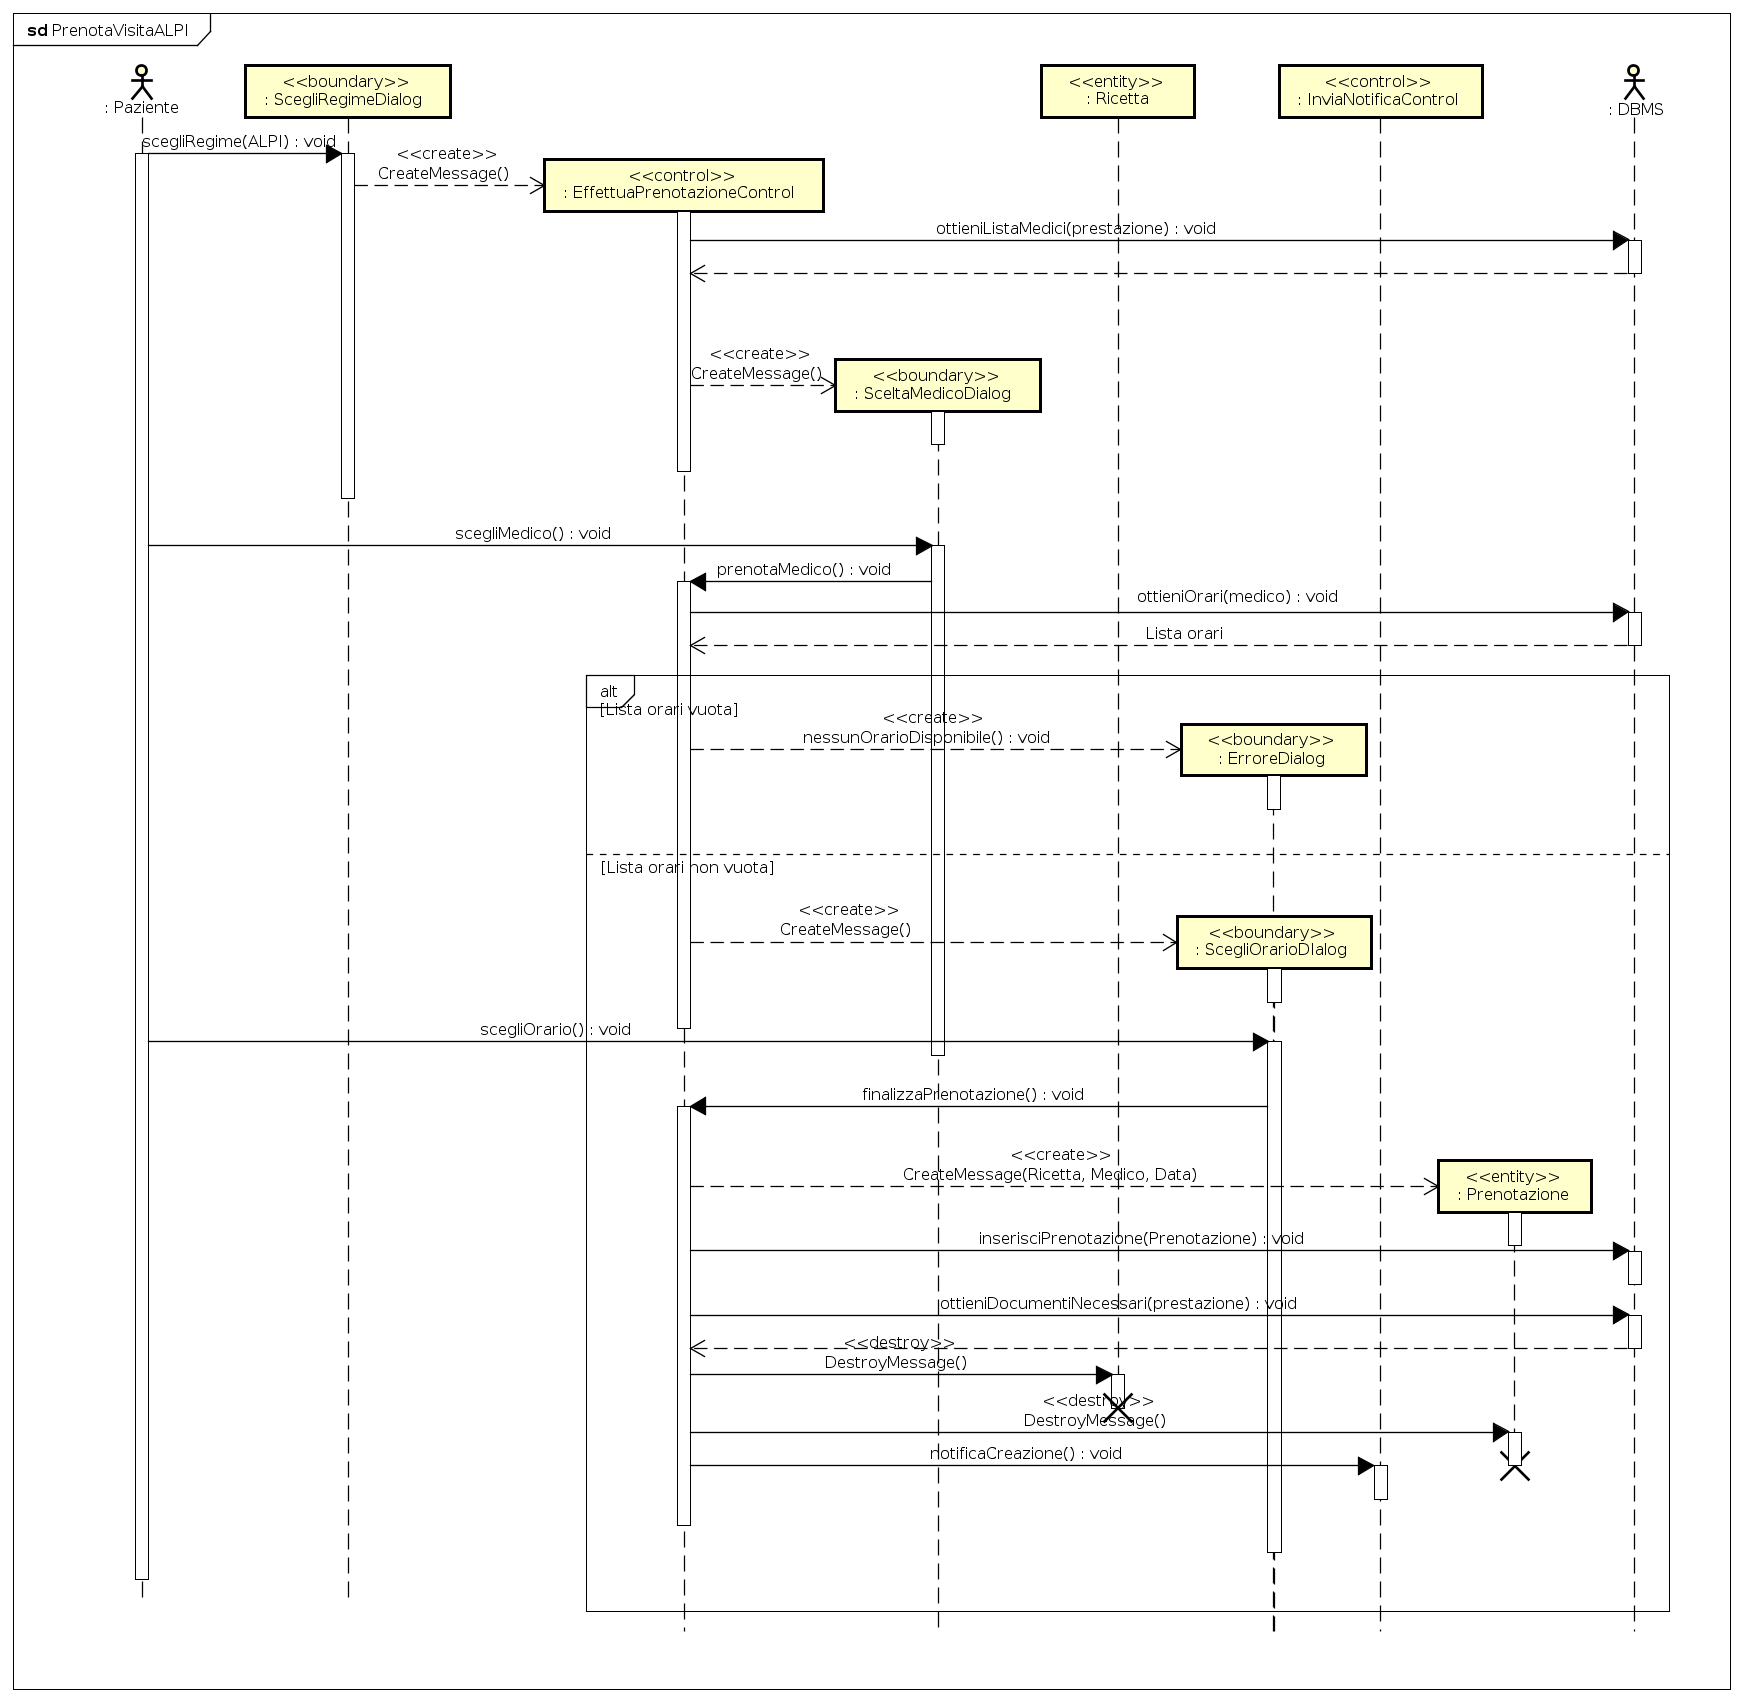 sd PrenotaVisitaALPI
: Paziente
<<boundary>>
: ScegliRegimeDialog
<<entity>>
: Ricetta
<<control>>
: InviaNotificaControl
: DBMS
scegliRegime(ALPI) : void
<<create>>
CreateMessage()
<<control>>
: EffettuaPrenotazioneControl
ottieniListaMedici(prestazione) : void
<<create>>
CreateMessage()
<<boundary>>
: SceltaMedicoDialog
scegliMedico() : void
prenotaMedico() : void
ottieniOrari(medico) : void
Lista orari
alt
[Lista orari vuota]
<<create>>
nessunOrarioDisponibile() : void
<<boundary>>
: ErroreDialog
[Lista orari non vuota]
<<create>>
CreateMessage()
<<boundary>>
: ScegliOrarioDIalog
scegliOrario() : void
finalizzaPrenotazione() : void
<<create>>
CreateMessage(Ricetta, Medico, Data)
<<entity>>
: Prenotazione
inserisciPrenotazione(Prenotazione) : void
ottieniDocumentiNecessari(prestazione) : void
<<destroy>>
DestroyMessage()
<<destroy>>
DestroyMessage()
notificaCreazione() : void